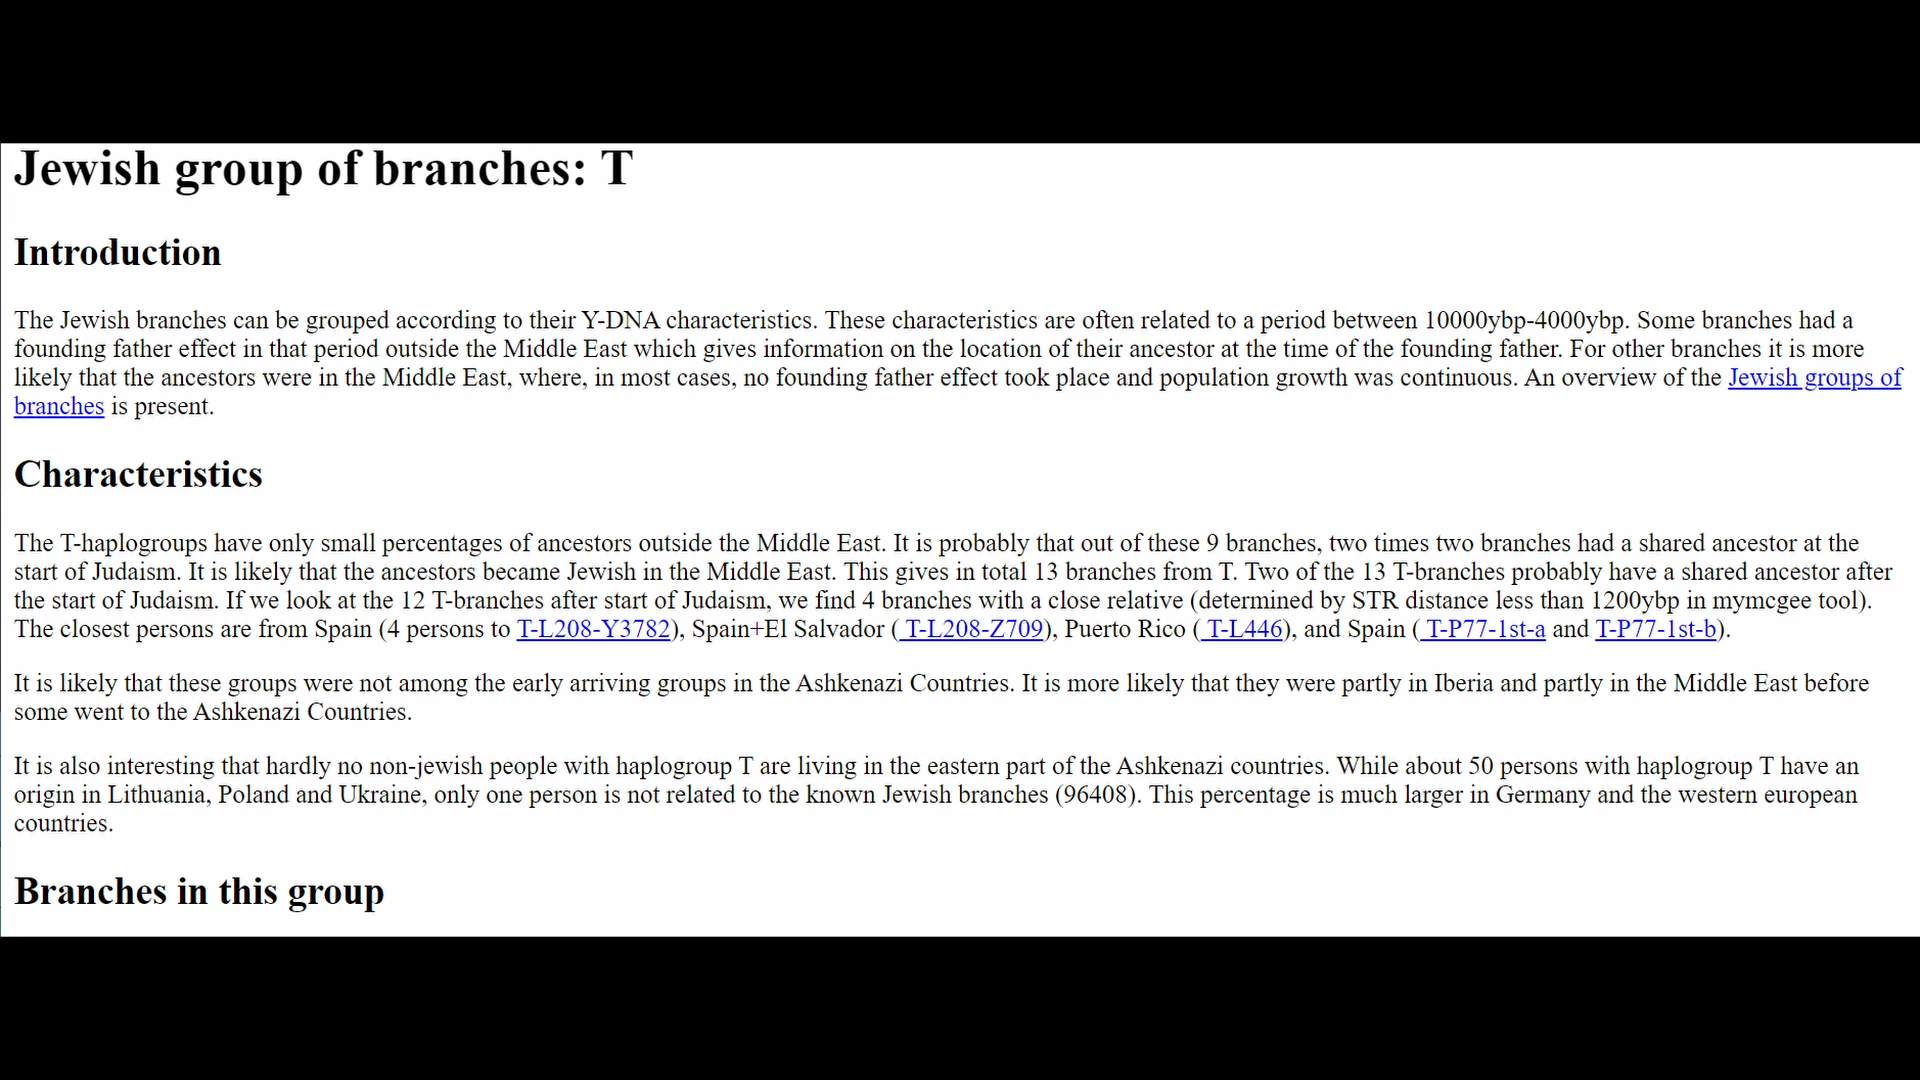 Jewish group of branches: T
Introduction
The Jewish branches can be grouped according to their Y-DNA characteristics. These characteristics are often related to a period between 10000ybp-4000ybp. Some branches had a
founding father effect in that period outside the Middle East which gives information on the location of their ancestor at the time of the founding father. For other branches it is more
likely that the ancestors were in the Middle East, where, in most cases, no founding father effect took place and population growth was continuous. An overview of the Jewish groups of
branches is present.
Characteristics
The T-haplogroups have only small percentages of ancestors outside the Middle East. It is probably that out of these 9 branches, two times two branches had a shared ancestor at the
start of Judaism. It is likely that the ancestors became Jewish in the Middle East. This gives in total 13 branches from T. Two of the 13 T-branches probably have a shared ancestor after
the start of Judaism. If we look at the 12 T-branches after start of Judaism, we find 4 branches with a close relative (determined by STR distance less than 1200ybp in mymcgee tool).
The closest persons are from Spain (4 persons to T-L208-Y3782), Spain+El Salvador ( T-L208-Z709), Puerto Rico ( T-L446), and Spain ( T-P77-1st-a and T-P77-1st-b).
It is likely that these groups were not among the early arriving groups in the Ashkenazi Countries. It is more likely that they were partly in Iberia and partly in the Middle East before
some went to the Ashkenazi Countries.
It is also interesting that hardly no non-jewish people with haplogroup T are living in the eastern part of the Ashkenazi countries. While about 50 persons with haplogroup T have an
origin in Lithuania, Poland and Ukraine, only one person is not related to the known Jewish branches (96408). This percentage is much larger in Germany and the western european
countries.
Branches in this group